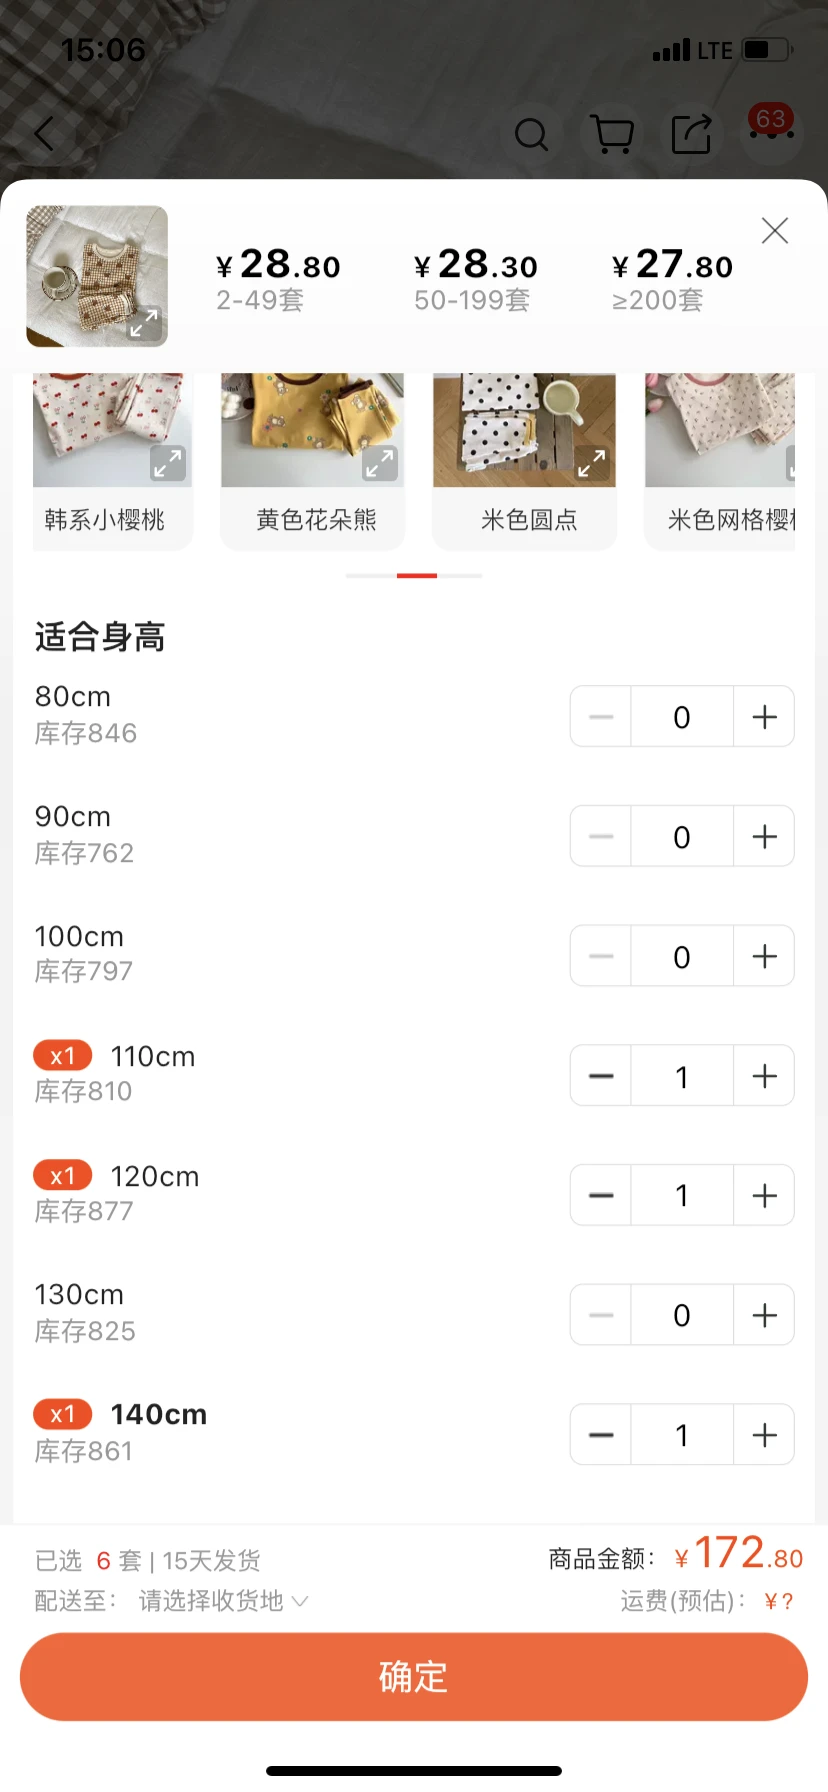 15:06
LTE
63
¥28.80 ¥28.30 ¥27.80
2-49套 50-199套 ≥200套
韩系小樱桃 黄色花朵熊 米色圆点 米色网格樱
适合身高
80cm
库存846
0
90cm
库存762
0
100cm
库存797
0
x1 110cm
库存810
1
x1 120cm
库存877
1
130cm
库存825
0
x1 140cm
库存861
1
已选 6 套 | 15天发货
商品金额：¥172.80
配送至： 请选择收货地
运费(预估)：¥?
确定